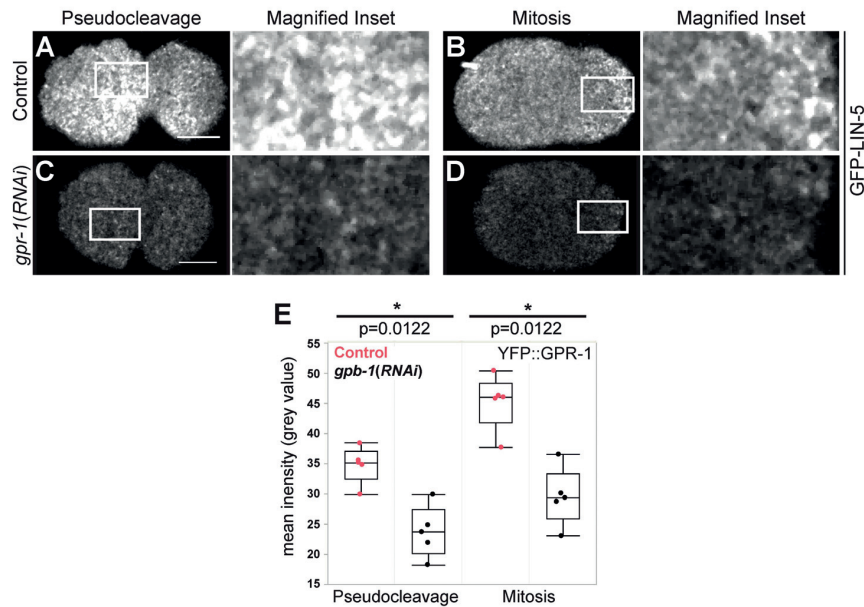 Pseudocleavage Magnified Inset Mitosis Magnified Inset
A
B
Control
C
D
gpr-1(RNAi)
GFP-LIN-5
E
* *
p=0.0122 p=0.0122
Control
YFP::GPR-1
gpb-1(RNAi)
mean inensity (grey value)
55
50
45
40
35
30
25
20
15
Pseudocleavage Mitosis